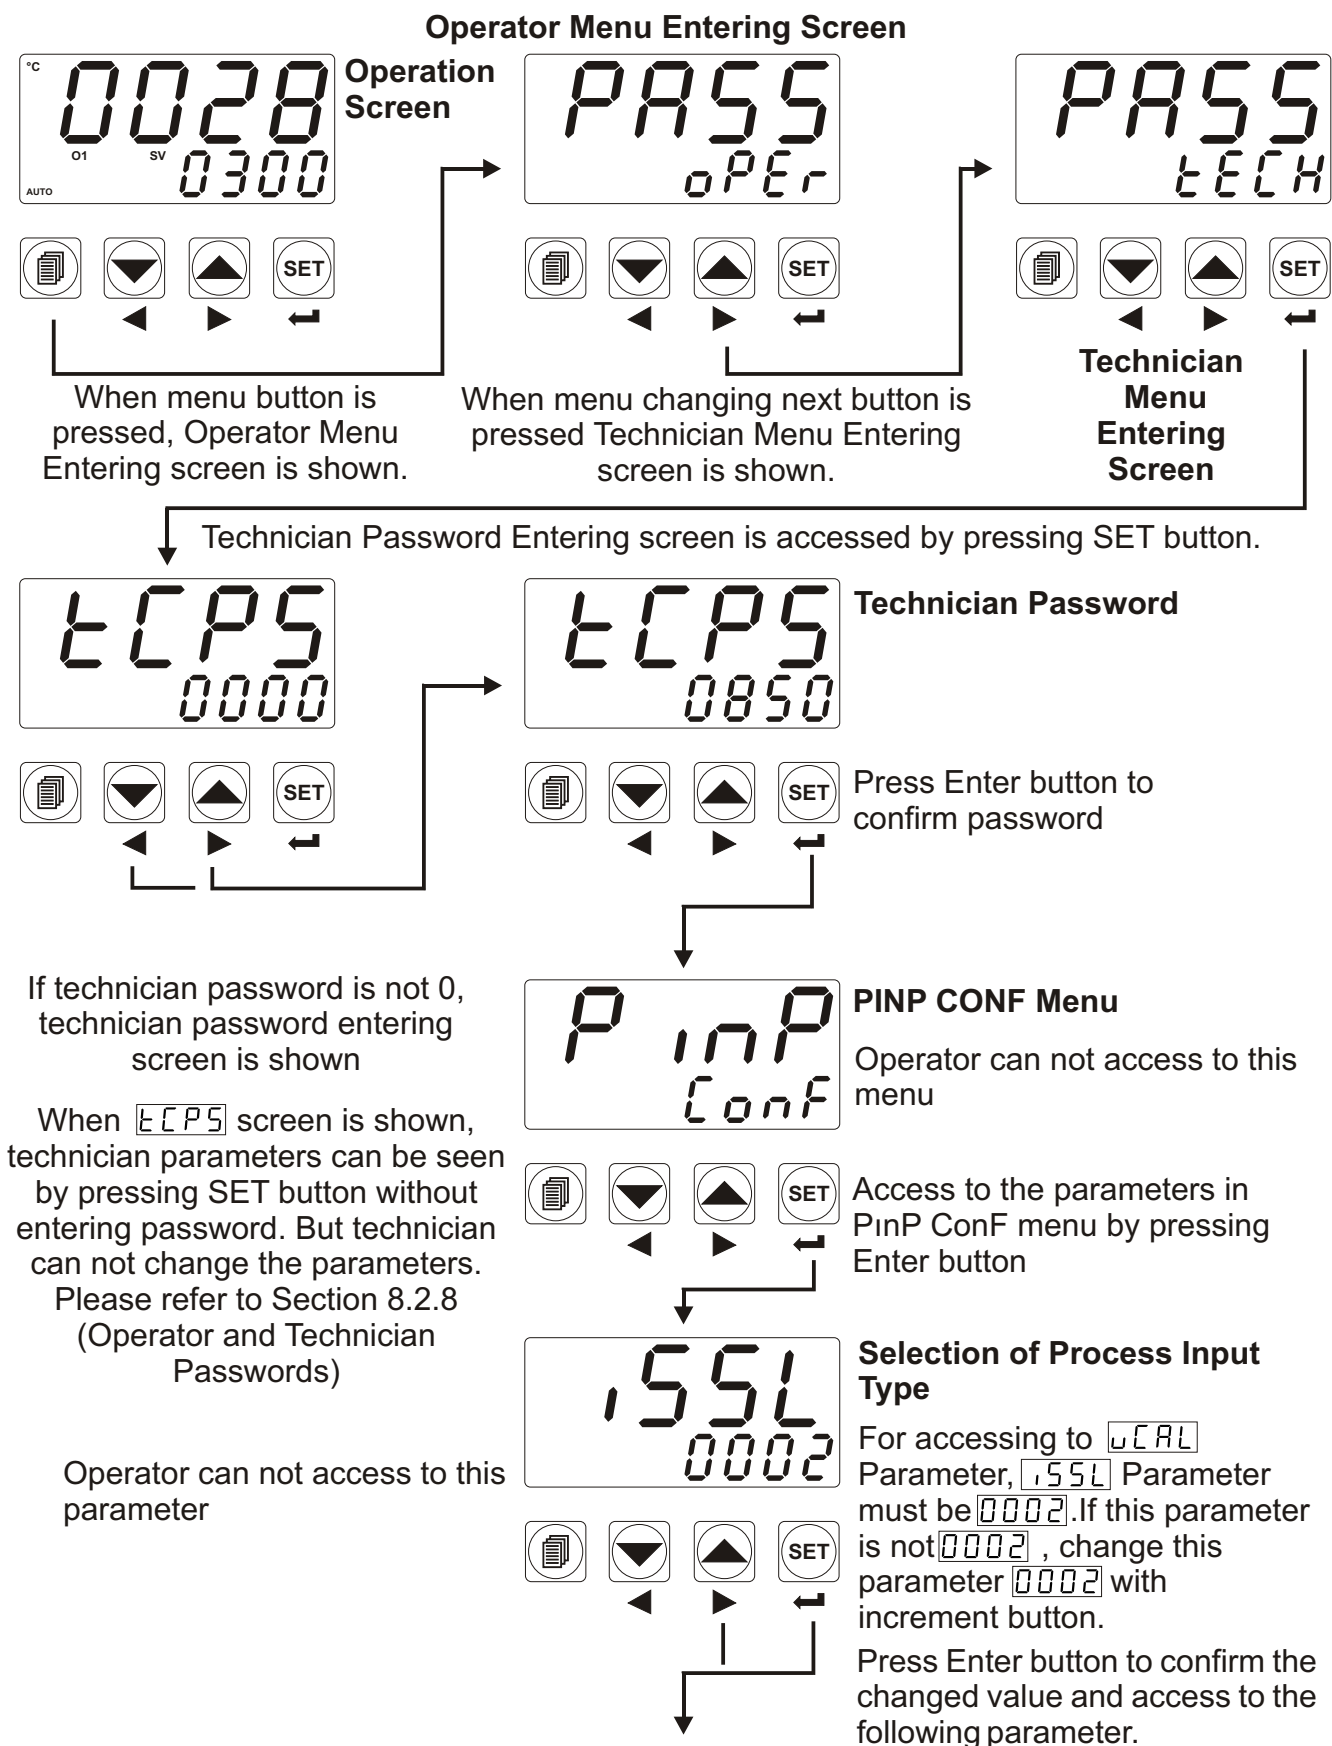 Operator Menu Entering Screen
°C
0028
O1
SV
0300
AUTO
Operation
Screen
PASS
oPEr
PASS
tECH
SET
SET
SET
When menu button is
pressed, Operator Menu
Entering screen is shown.
When menu changing next button is
pressed Technician Menu Entering
screen is shown.
Technician
Menu
Entering
Screen
Technician Password Entering screen is accessed by pressing SET button.
tCPS
0000
tCPS
0850
Technician Password
SET
SET
Press Enter button to
confirm password
If technician password is not 0,
technician password entering
screen is shown
When tCPS screen is shown,
technician parameters can be seen
by pressing SET button without
entering password. But technician
can not change the parameters.
Please refer to Section 8.2.8
(Operator and Technician
Passwords)
PınP
ConF
PINP CONF Menu
Operator can not access to this
menu
SET
Access to the parameters in
PınP ConF menu by pressing
Enter button
ıSSL
0002
Operator can not access to this
parameter
SET
Selection of Process Input
Type
For accessing to uCAL
Parameter, ıSSL Parameter
must be 0002.If this parameter
is not 0002 , change this
parameter 0002 with
increment button.
Press Enter button to confirm the
changed value and access to the
following parameter.